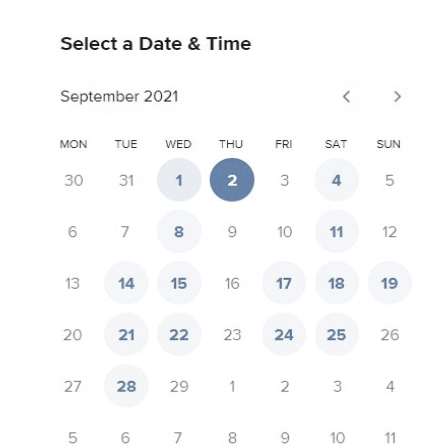 Select a Date & Time
September 2021
MON TUE WED THU FRI SAT SUN
30 31 1 2 3 4 5
6 7 8 9 10 11 12
13 14 15 16 17 18 19
20 21 22 23 24 25 26
27 28 29 1 2 3 4
5 6 7 8 9 10 11